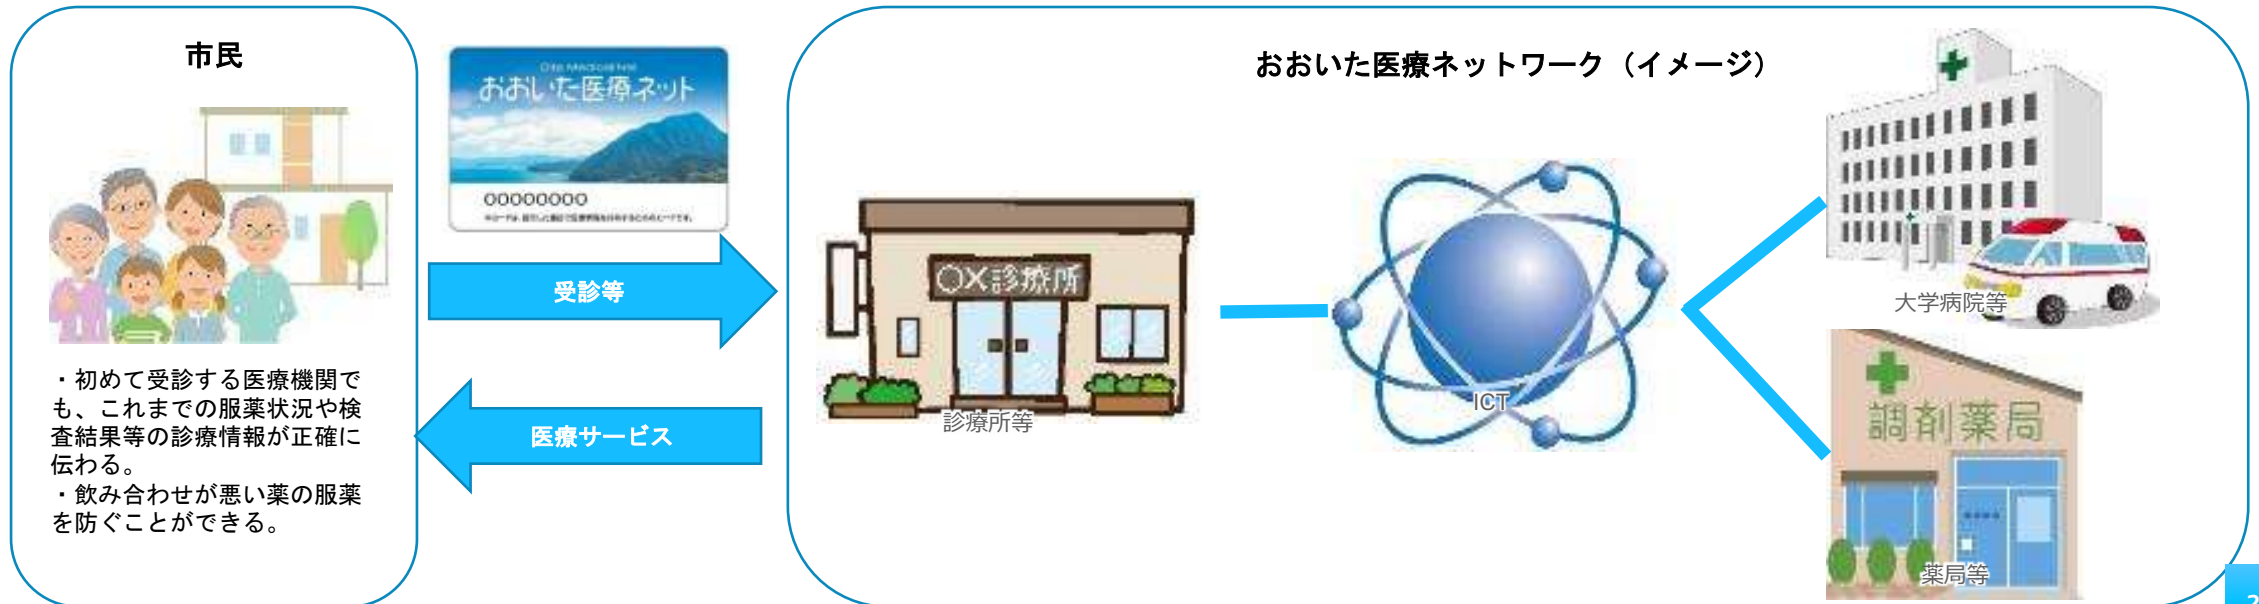 市民
・初めて受診する医療機関で
も、これまでの服薬状況や検
査結果等の診療情報が正確に
伝わる。
・飲み合わせが悪い薬の服薬
を防ぐことができる。
Oita Medical Net
おおいた医療ネット
OOOOOOOO
受診等
医療サービス
おおいた医療ネットワーク（イメージ）
〇×診療所
診療所等
ICT
大学病院等
調剤薬局
薬局等
2